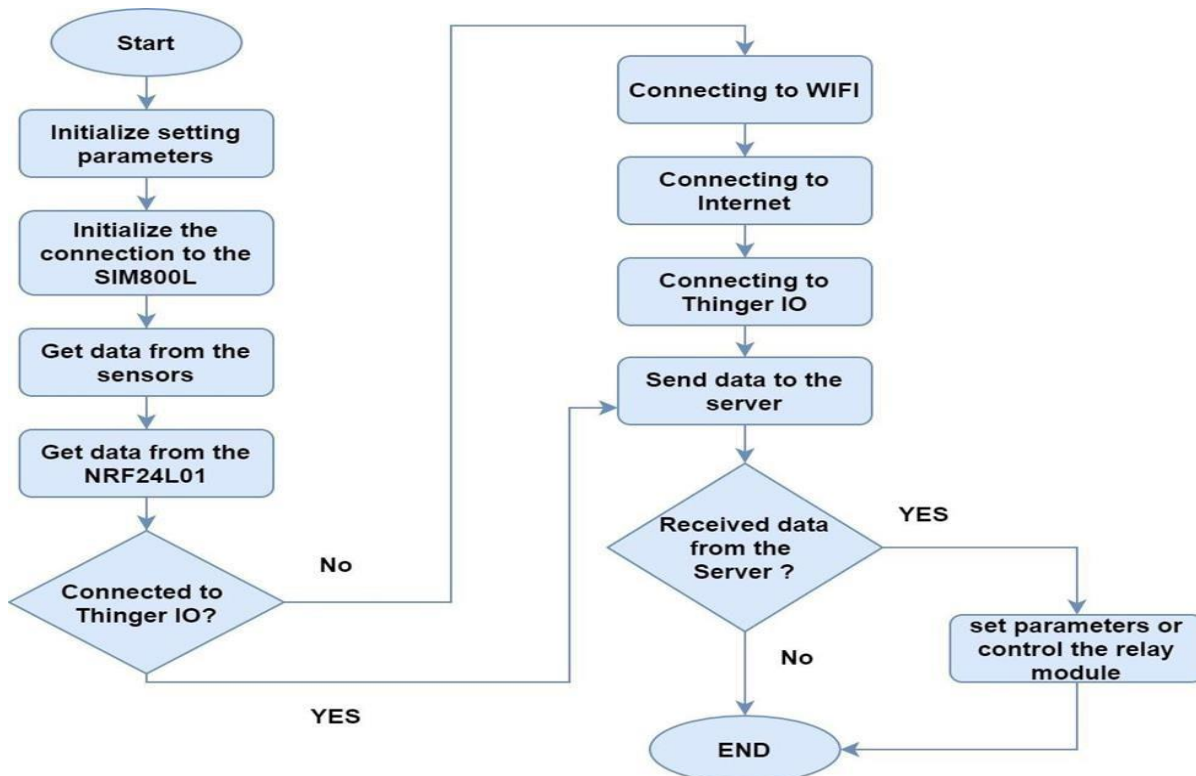 Start
Initialize setting
parameters
Initialize the
connection to the
SIM800L
Get data from the
sensors
Get data from the
NRF24L01
Connected to
Thinger IO?
No
YES
Connecting to WIFI
Connecting to
Internet
Connecting to
Thinger IO
Send data to the
server
Received data
from the
Server ?
YES
No
set parameters or
control the relay
module
END